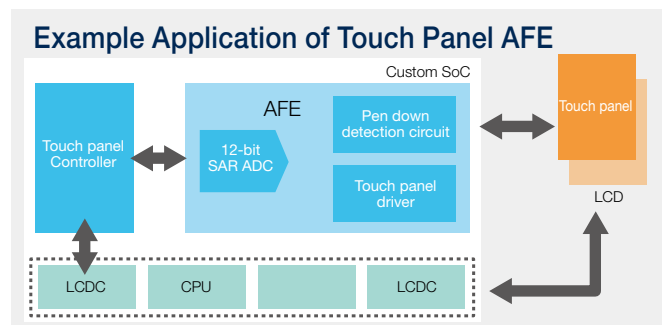 Example Application of Touch Panel AFE
Custom SoC
Touch panel
Controller
AFE
12-bit
SAR ADC
Pen down
detection circuit
Touch panel
driver
Touch panel
LCD
LCDC
CPU
LCDC